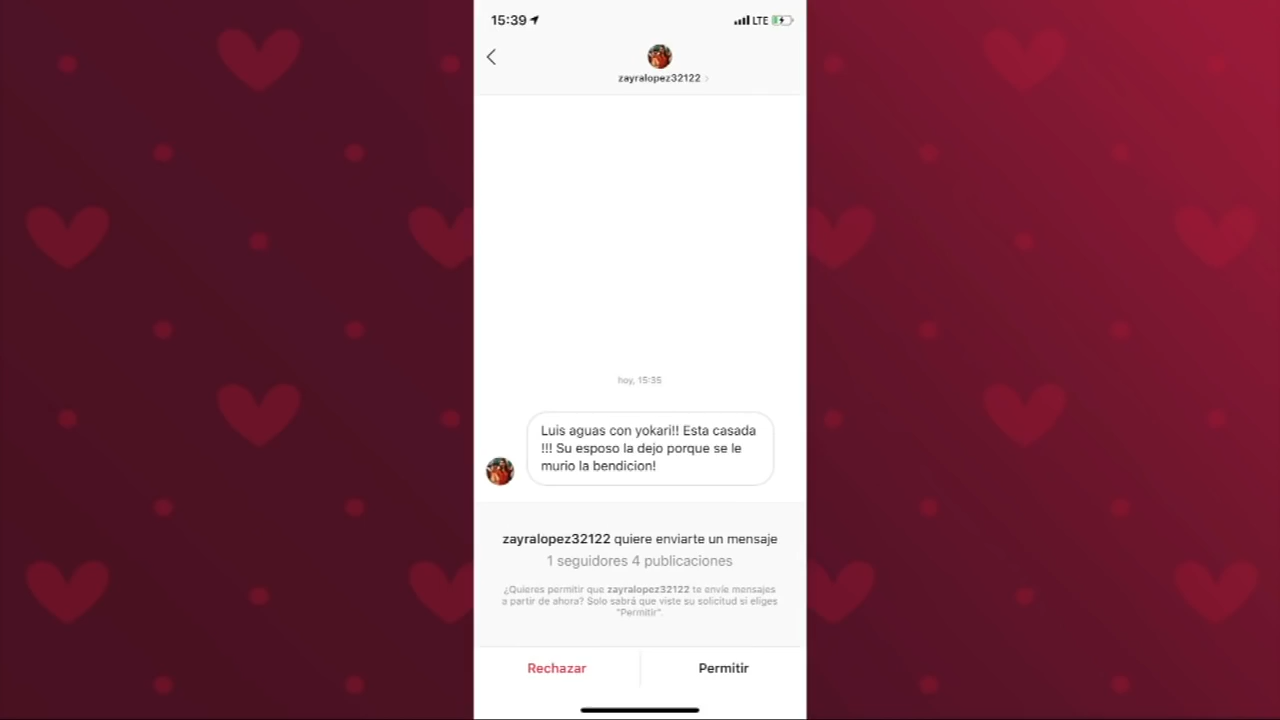 15:39
LTE
zayralopez32122
hoy, 15:35
Luis aguas con yokari!! Esta casada
!!! Su esposo la dejo porque se le
murio la bendicion!
zayralopez32122 quiere enviarte un mensaje
1 seguidores 4 publicaciones
¿Quieres permitir que zayralopez32122 te envíe mensajes
a partir de ahora? Solo sabrá que viste su solicitud si eliges
"Permitir".
Rechazar
Permitir